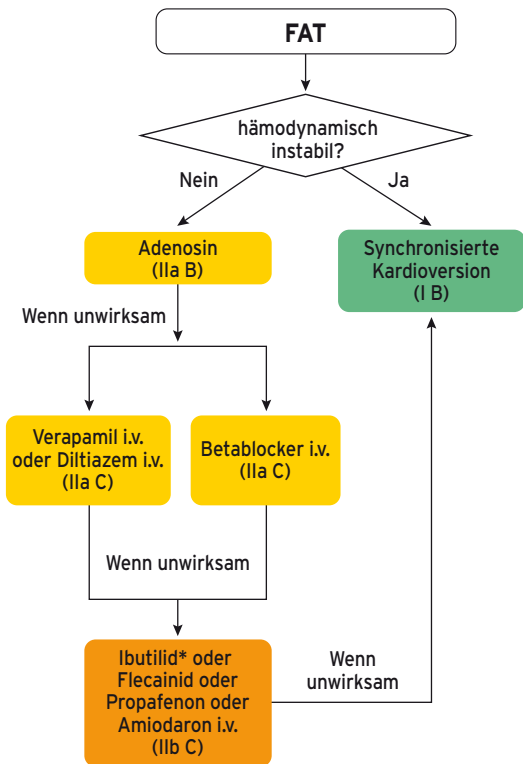 FAT
hämodynamisch
instabil?
Nein
Ja
Adenosin
(IIa B)
Synchronisierte
Kardioversion
(I B)
Wenn unwirksam
Verapamil i.v.
oder Diltiazem i.v.
(IIa C)
Betablocker i.v.
(IIa C)
Wenn unwirksam
Ibutilid* oder
Flecainid oder
Propafenon oder
Amiodaron i.v.
(IIb C)
Wenn
unwirksam